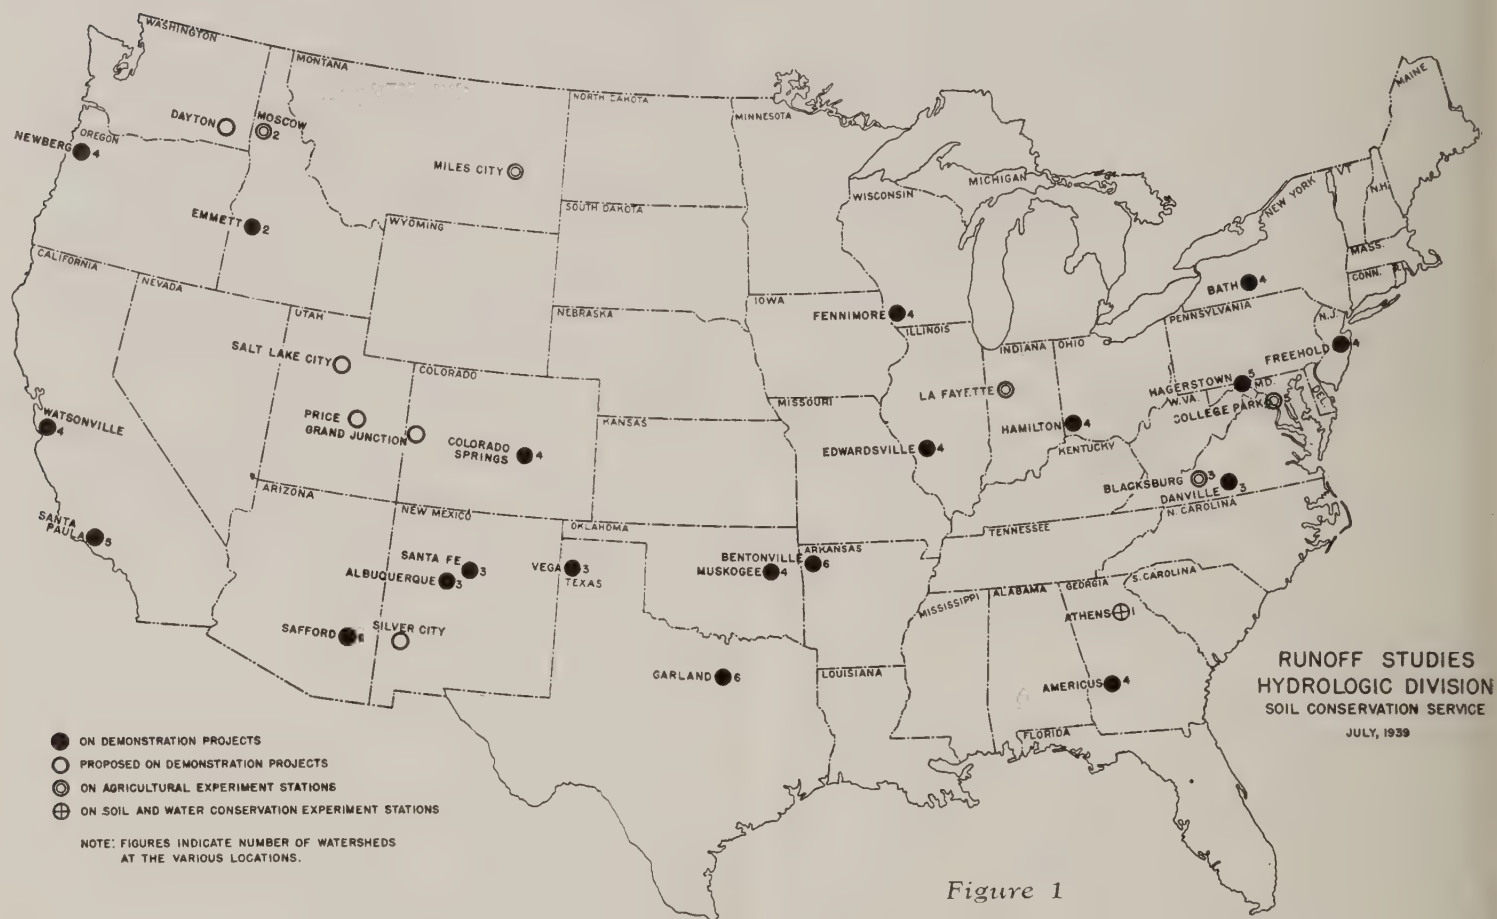 WASHINGTON
MONTANA
NORTH DAKOTA
MINNESOTA
MAINE
DAYTON
MOSCOW
2
NEWBERG 4
OREGON
MILES CITY
WISCONSIN
MICHIGAN
NEW YORK
VT
N.H.
SOUTH DAKOTA
EMMETT 2
WYOMING
MASS.
CONN.
R.I.
CALIFORNIA
NEVADA
IOWA
BATH 4
UTAH
NEBRASKA
FENNIMORE 4
ILLINOIS
PENNSYLVANIA
N.J.
SALT LAKE CITY
COLORADO
INDIANA
OHIO
FREEHOLD 4
HAGERSTOWN 5
MD.
DEL.
W.VA.
LA FAYETTE
COLLEGE PARK
MISSOURI
KANSAS
WATSONVILLE
4
PRICE
GRAND JUNCTION
COLORADO
SPRINGS 4
HAMILTON 4
KENTUCKY
EDWARDSVILLE 4
BLACKSBURG 3
DANVILLE 3
ARIZONA
NEW MEXICO
OKLAHOMA
TENNESSEE
N. CAROLINA
SANTA
PAULA 5
SANTA FE 3
ALBUQUERQUE 3
VEGA 3
TEXAS
BENTONVILLE
6
ARKANSAS
MUSKOGEE 4
MISSISSIPPI
ALABAMA
GEORGIA
S. CAROLINA
ATHENS 1
SAFFORD
SILVER CITY
GARLAND 6
LOUISIANA
AMERICUS 4
FLORIDA
RUNOFF STUDIES
HYDROLOGIC DIVISION
SOIL CONSERVATION SERVICE
JULY, 1939
ON DEMONSTRATION PROJECTS
PROPOSED ON DEMONSTRATION PROJECTS
ON AGRICULTURAL EXPERIMENT STATIONS
ON SOIL AND WATER CONSERVATION EXPERIMENT STATIONS
NOTE: FIGURES INDICATE NUMBER OF WATERSHEDS
AT THE VARIOUS LOCATIONS.
Figure 1